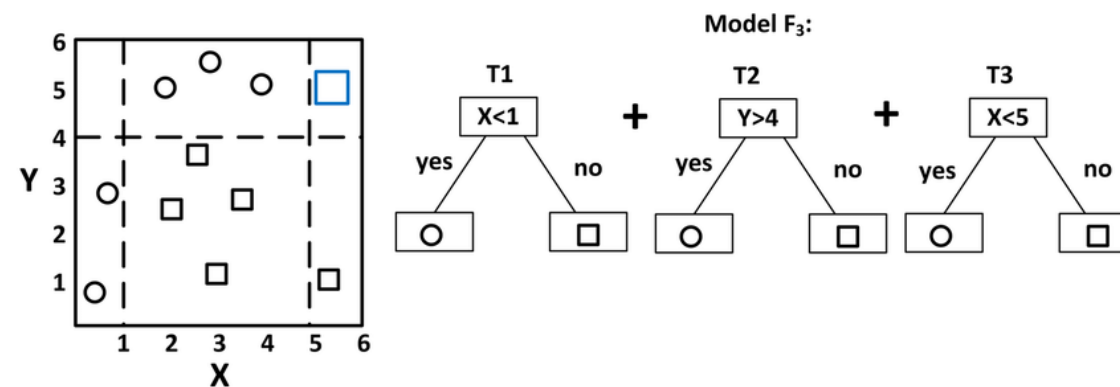 Model F₃:
6
5
4
3
2
1
Y
1 2 3 4 5 6
X
T1
X<1
yes
no
+
T2
Y>4
yes
no
+
T3
X<5
yes
no